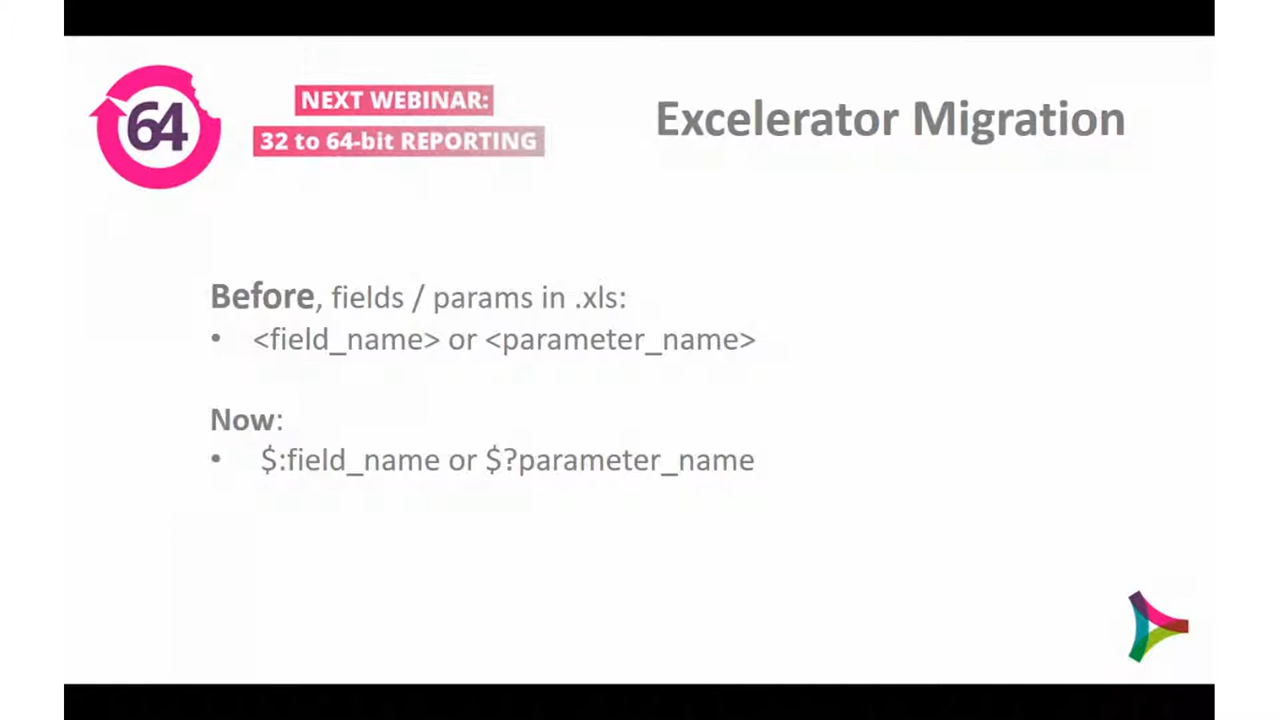 64
NEXT WEBINAR:
32 to 64-bit REPORTING
Excelerator Migration
Before, fields / params in .xls:
• <field_name> or <parameter_name>
Now:
• $:field_name or $?parameter_name